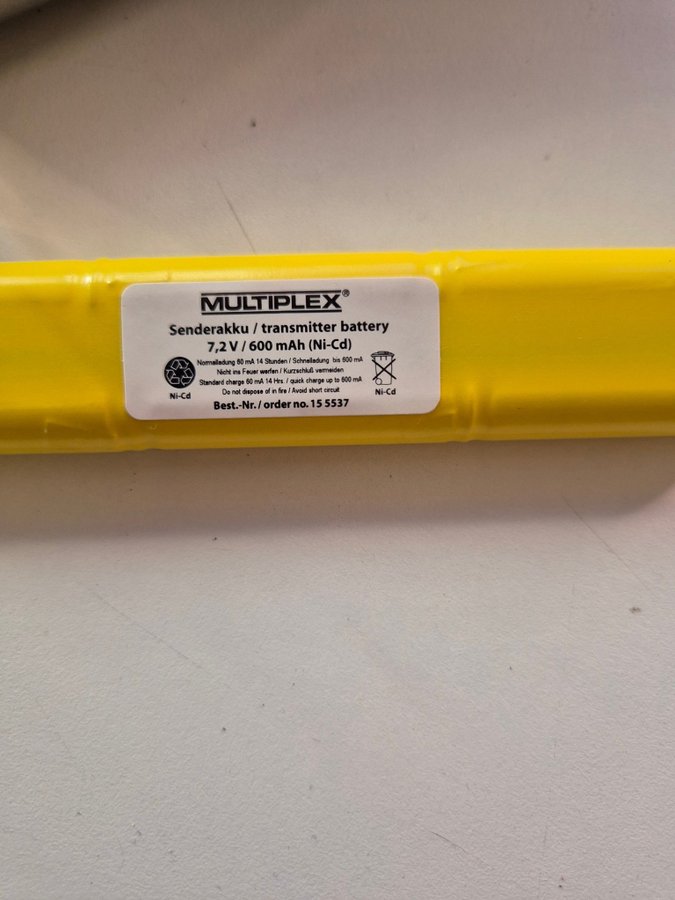 MULTIPLEX®
Senderakku / transmitter battery
7,2 V / 600 mAh (Ni-Cd)
Normalladung 60 mA 14 Stunden / Schnelladung bis 600 mA
Nicht ins Feuer werfen / Kurzschluß vermeiden
Standard charge 60 mA 14 Hrs. / quick charge up to 600 mA
Do not dispose of in fire / Avoid short circuit
Ni-Cd
Ni-Cd
Best.-Nr. / order no. 15 5537